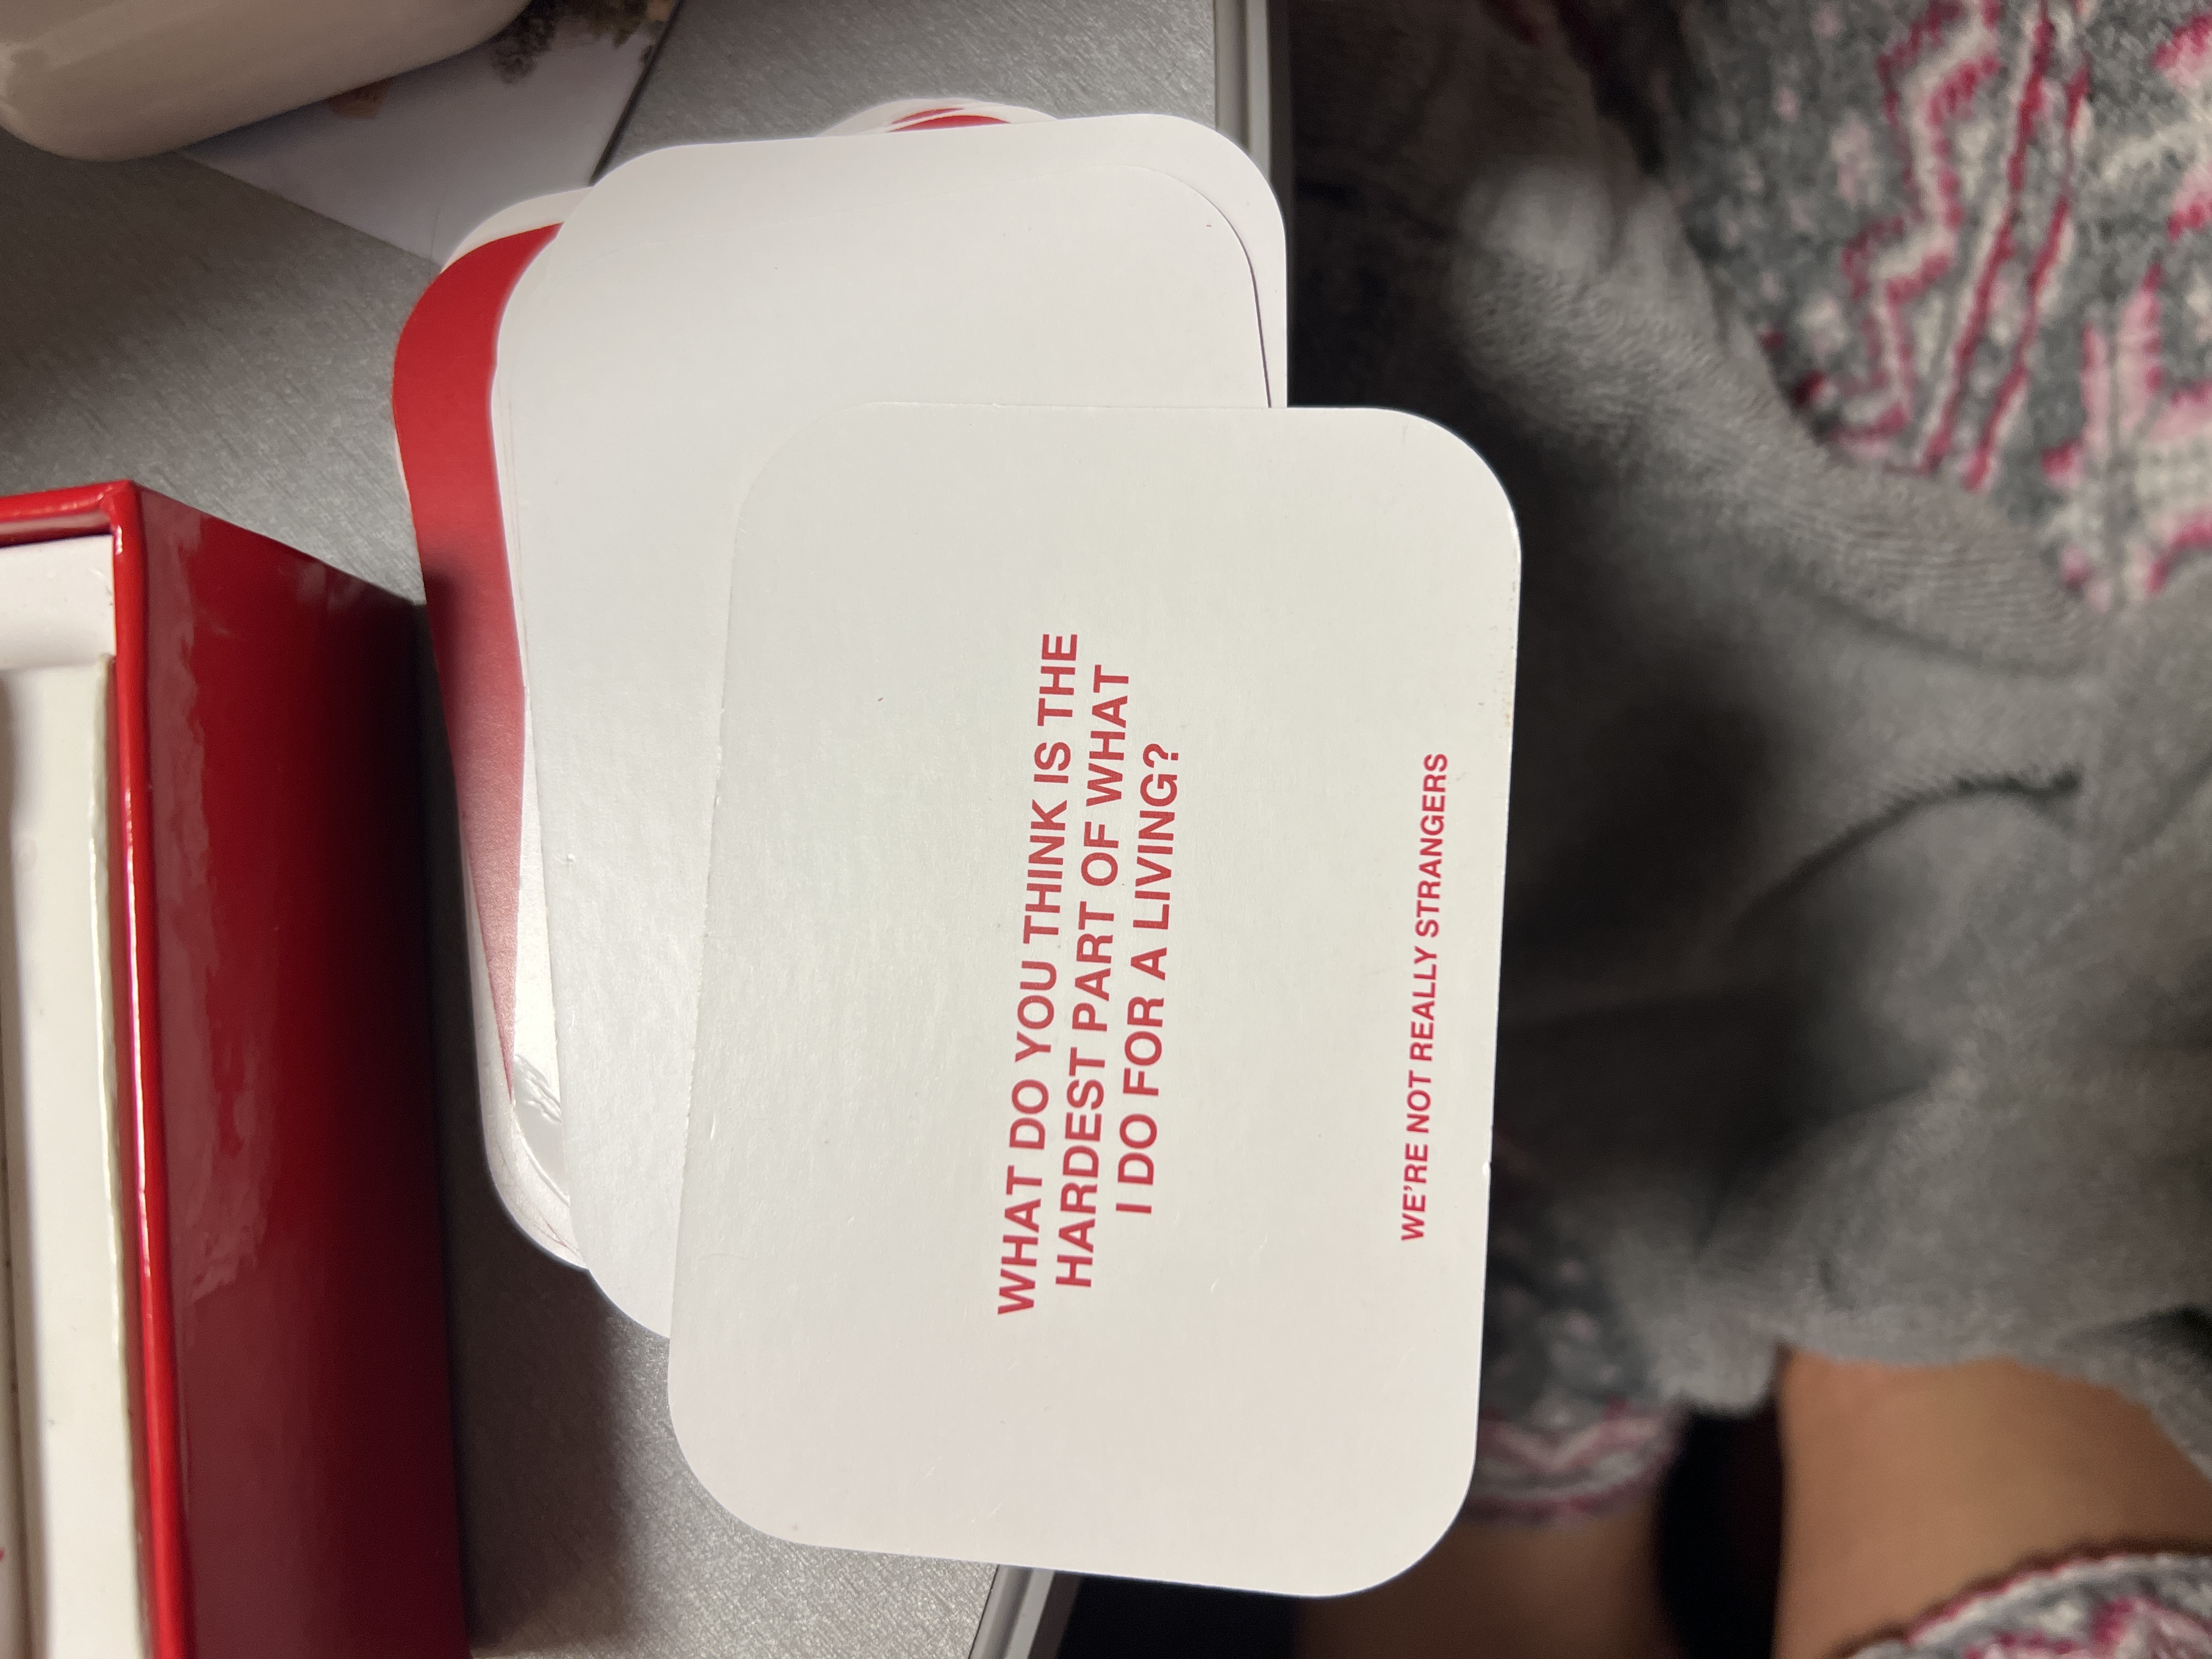 WHAT DO YOU THINK IS THE
HARDEST PART OF WHAT
I DO FOR A LIVING?
WE'RE NOT REALLY STRANGERS